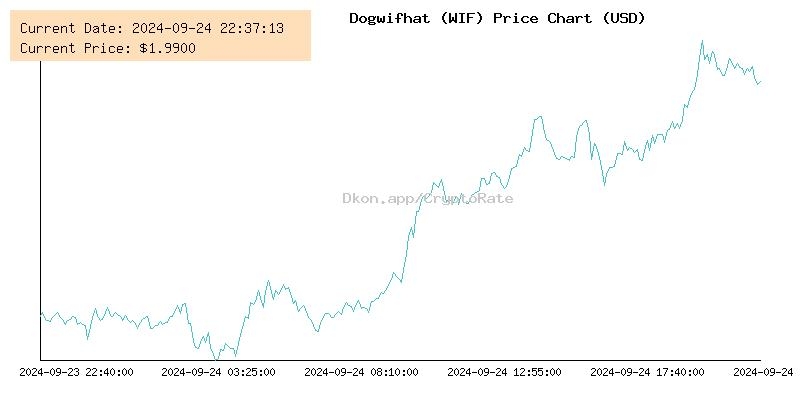 Dogwifhat (WIF) Price Chart (USD)
Current Date: 2024-09-24 22:37:13
Current Price: $1.9900
Dkon.app/CryptoRate
2024-09-23 22:40:00 2024-09-24 03:25:00 2024-09-24 08:10:00 2024-09-24 12:55:00 2024-09-24 17:40:00 2024-09-24